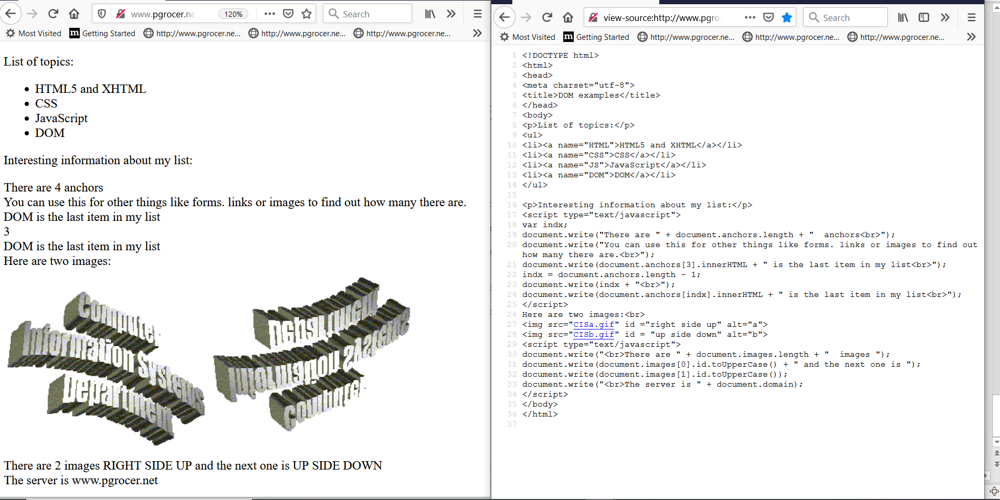 www.pgrocer.ne
120%
Search
Most Visited
m Getting Started
http://www.pgrocer.ne...
http://www.pgrocer.ne...
http://www.pgrocer.ne...
List of topics:
• HTML5 and XHTML
• CSS
• JavaScript
• DOM
Interesting information about my list:
There are 4 anchors
You can use this for other things like forms. links or images to find out how many there are.
DOM is the last item in my list
3
DOM is the last item in my list
Here are two images:
Computer
Information Systems
Department
Department
Information Systems
Computer
There are 2 images RIGHT SIDE UP and the next one is UP SIDE DOWN
The server is www.pgrocer.net
view-source:http://www.pgro
Search
Most Visited
m Getting Started
http://www.pgrocer.ne...
http://www.pgrocer.ne...
http://www.pgrocer.ne...
1 <!DOCTYPE html>
2 <html>
3 <head>
4 <meta charset="utf-8">
5 <title>DOM examples</title>
6 </head>
7 <body>
8 <p>List of topics:</p>
9 <ul>
10 <li><a name="HTML">HTML5 and XHTML</a></li>
11 <li><a name="CSS">CSS</a></li>
12 <li><a name="JS">JavaScript</a></li>
13 <li><a name="DOM">DOM</a></li>
14 </ul>
15
16 <p>Interesting information about my list:</p>
17 <script type="text/javascript">
18 var indx;
19 document.write("There are " + document.anchors.length + "  anchors<br>");
20 document.write("You can use this for other things like forms. links or images to find out
how many there are.<br>");
21 document.write(document.anchors[3].innerHTML + " is the last item in my list<br>");
22 indx = document.anchors.length - 1;
23 document.write(indx + "<br>");
24 document.write(document.anchors[indx].innerHTML + " is the last item in my list<br>");
25 </script>
26 Here are two images:<br>
27 <img src="CISa.gif" id ="right side up" alt="a">
28 <img src="CISb.gif" id = "up side down" alt="b">
29 <script type="text/javascript">
30 document.write("<br>There are " + document.images.length + "  images ");
31 document.write(document.images[0].id.toUpperCase() + " and the next one is ");
32 document.write(document.images[1].id.toUpperCase());
33 document.write("<br>The server is " + document.domain);
34 </script>
35 </body>
36 </html>
37